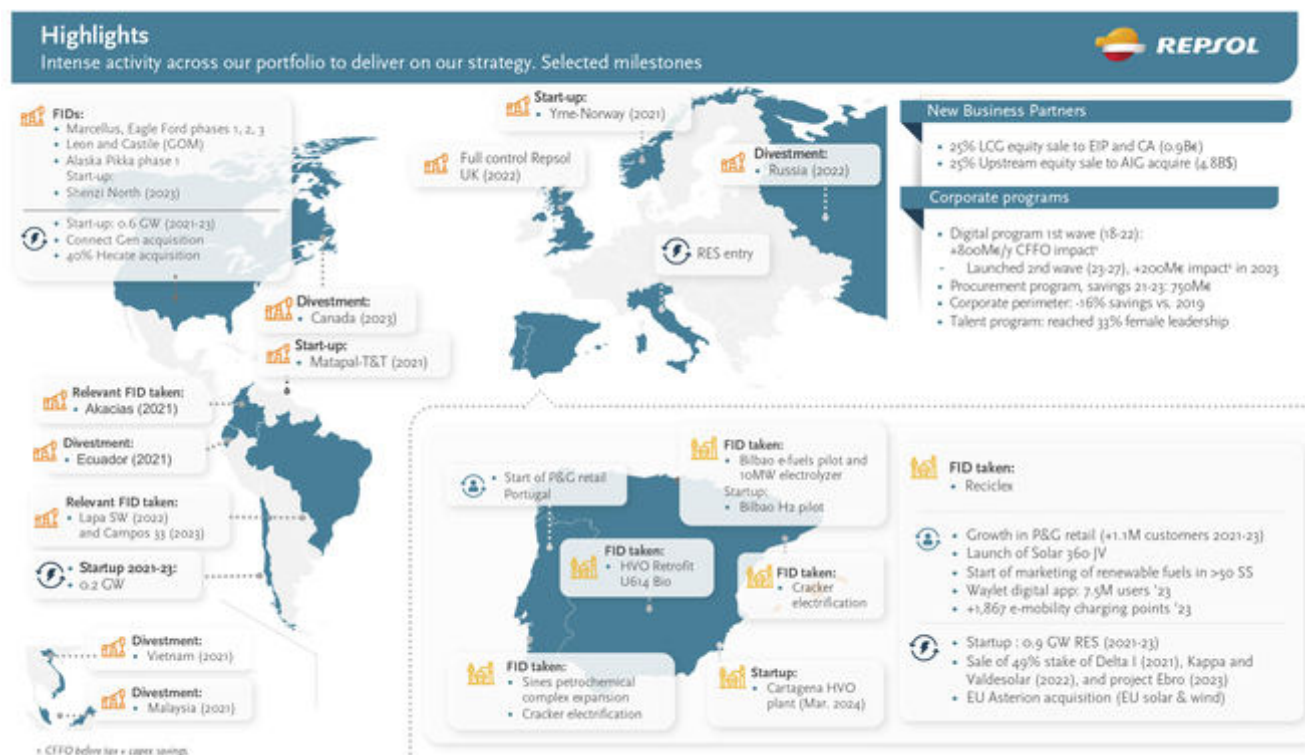 Highlights
Intense activity across our portfolio to deliver on our strategy. Selected milestones
REPSOL
FIDs:
• Marcellus, Eagle Ford phases 1, 2, 3
• Leon and Castile (GOM)
• Alaska Pikka phase 1
Start-up:
• Shenzi North (2023)
• Start-up: 0.6 GW (2021-23)
• Connect Gen acquisition
• 40% Hecate acquisition
Start-up:
• Yme-Norway (2021)
Full control Repsol
UK (2022)
Divestment:
• Russia (2022)
RES entry
Divestment:
• Canada (2023)
Start-up:
• Matapal-T&T (2021)
Relevant FID taken:
• Akacias (2021)
Divestment:
• Ecuador (2021)
Relevant FID taken:
• Lapa SW (2022)
and Campos 33 (2023)
• Startup 2021-23:
• 0.2 GW
Divestment:
• Vietnam (2021)
Divestment:
• Malaysia (2021)
New Business Partners
• 25% LCG equity sale to EIP and CA (0.9B€)
• 25% Upstream equity sale to AIG acquire (4.8B$)
Corporate programs
• Digital program 1st wave (18-22):
+800M€/y CFFO impact¹
- Launched 2nd wave (23-27), +200M€ impact¹ in 2023
• Procurement program, savings 21-23: 750M€
• Corporate perimeter: -16% savings vs. 2019
• Talent program: reached 33% female leadership
• Start of P&G retail
Portugal
FID taken:
• Bilbao e-fuels pilot and
10MW electrolyzer
Startup:
• Bilbao H2 pilot
FID taken:
• HVO Retrofit
U614 Bio
FID taken:
• Cracker
electrification
FID taken:
• Sines petrochemical
complex expansion
• Cracker electrification
Startup:
• Cartagena HVO
plant (Mar. 2024)
FID taken:
• Reciclex
• Growth in P&G retail (+1.1M customers 2021-23)
• Launch of Solar 360 JV
• Start of marketing of renewable fuels in >50 SS
• Waylet digital app: 7.5M users '23
• +1,867 e-mobility charging points '23
• Startup : 0.9 GW RES (2021-23)
• Sale of 49% stake of Delta I (2021), Kappa and
Valdesolar (2022), and project Ebro (2023)
• EU Asterion acquisition (EU solar & wind)
1. CFFO before tax + capex savings.